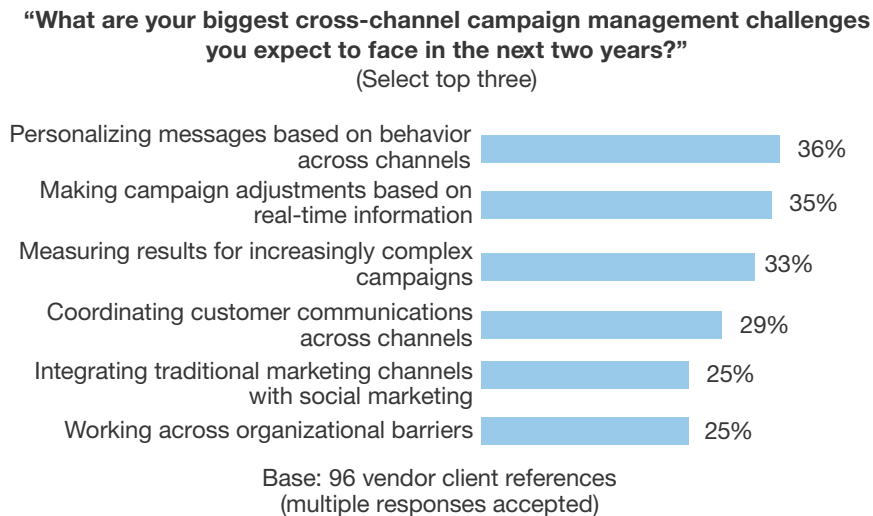 “What are your biggest cross-channel campaign management challenges
you expect to face in the next two years?”
(Select top three)
Personalizing messages based on behavior
across channels
36%
Making campaign adjustments based on
real-time information
35%
Measuring results for increasingly complex
campaigns
33%
Coordinating customer communications
across channels
29%
Integrating traditional marketing channels
with social marketing
25%
Working across organizational barriers
25%
Base: 96 vendor client references
(multiple responses accepted)